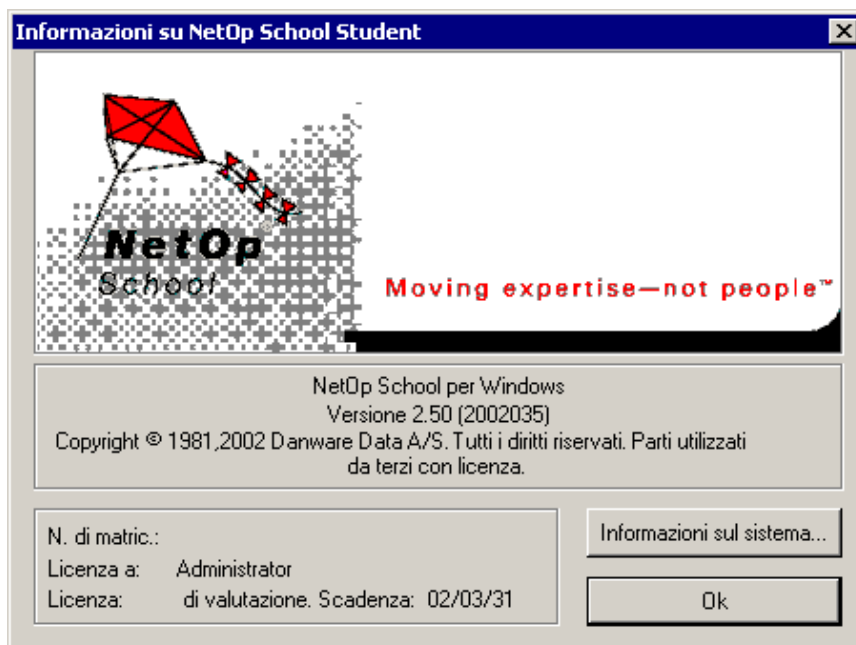 Informazioni su NetOp School Student
NetOp
School
Moving expertise—not people™
NetOp School per Windows
Versione 2.50 (2002035)
Copyright © 1981,2002 Danware Data A/S. Tutti i diritti riservati. Parti utilizzati
da terzi con licenza.
N. di matric.:
Licenza a: Administrator
Licenza: di valutazione. Scadenza: 02/03/31
Informazioni sul sistema...
Ok